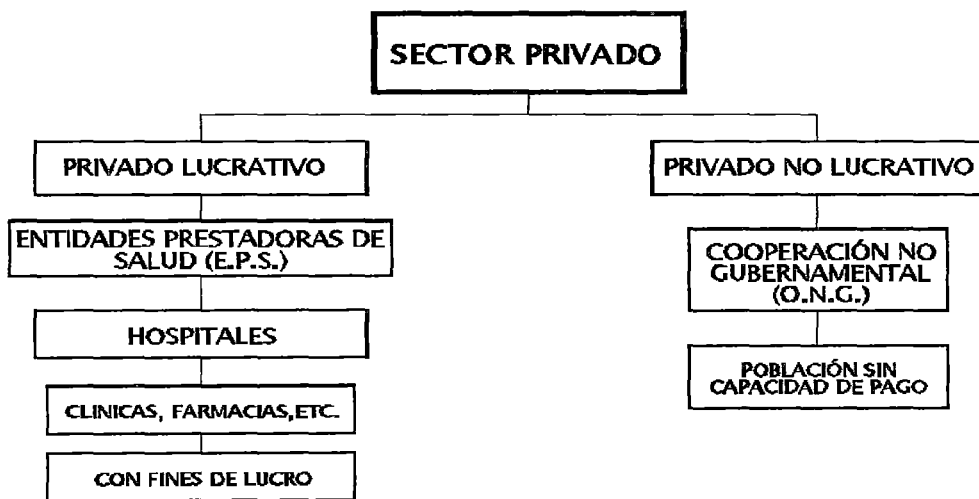 SECTOR PRIVADO
PRIVADO LUCRATIVO
ENTIDADES PRESTADORAS DE
SALUD (E.P.S.)
HOSPITALES
CLINICAS, FARMACIAS,ETC.
CON FINES DE LUCRO
PRIVADO NO LUCRATIVO
COOPERACIÓN NO
GUBERNAMENTAL
(O.N.G.)
POBLACIÓN SIN
CAPACIDAD DE PAGO